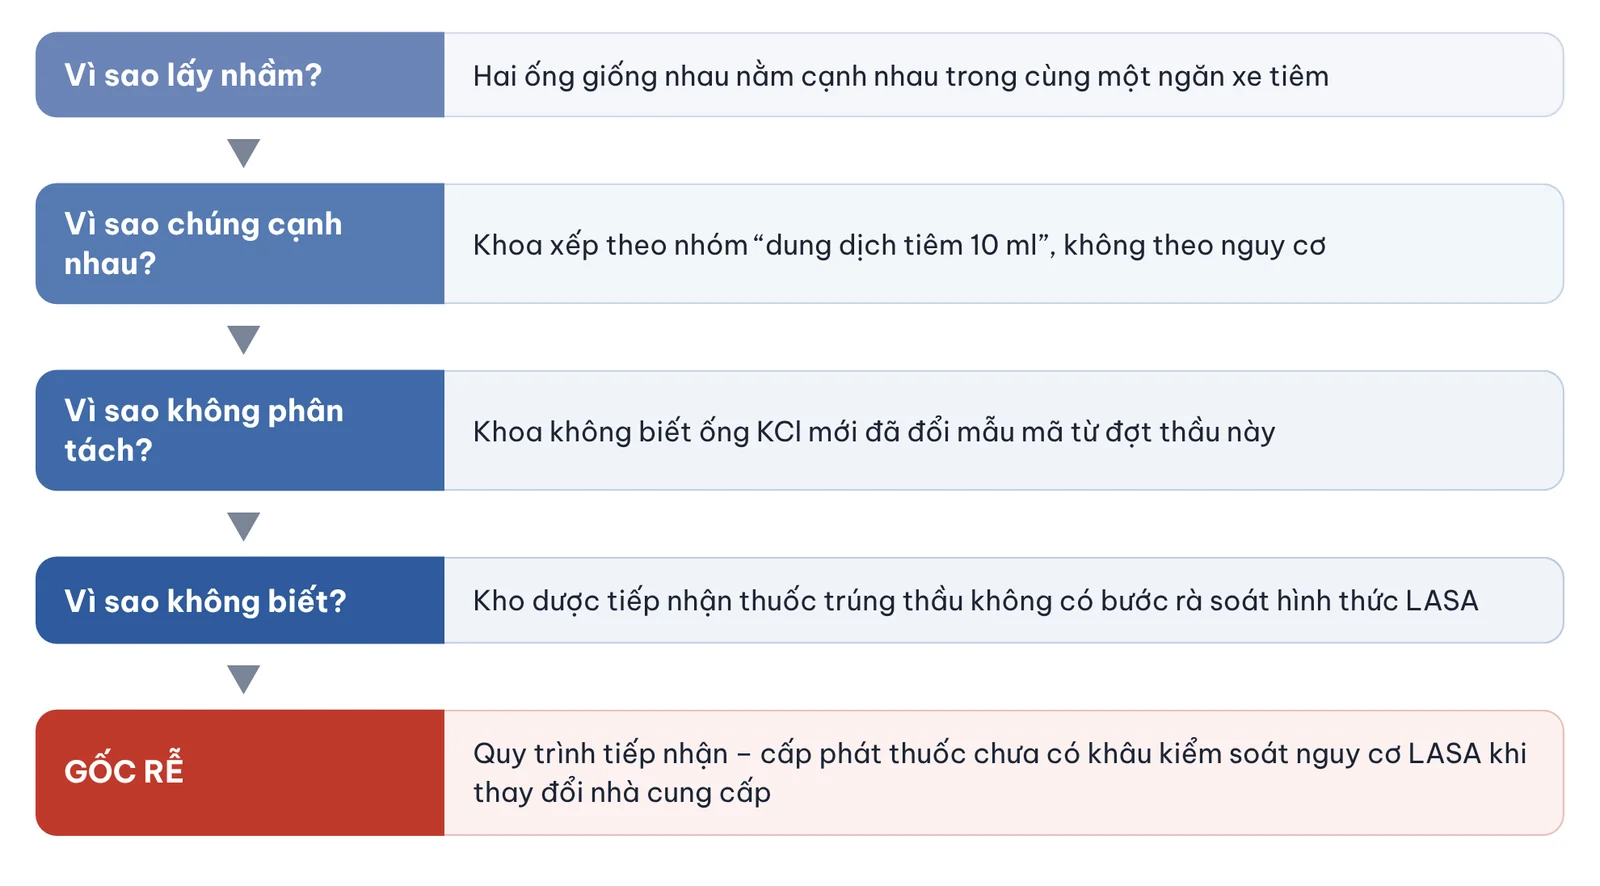 Vì sao lấy nhầm?
Hai ống giống nhau nằm cạnh nhau trong cùng một ngăn xe tiêm
Vì sao chúng cạnh
nhau?
Khoa xếp theo nhóm “dung dịch tiêm 10 ml”, không theo nguy cơ
Vì sao không phân
tách?
Khoa không biết ống KCl mới đã đổi mẫu mã từ đợt thầu này
Vì sao không biết?
Kho dược tiếp nhận thuốc trúng thầu không có bước rà soát hình thức LASA
GỐC RỄ
Quy trình tiếp nhận – cấp phát thuốc chưa có khâu kiểm soát nguy cơ LASA khi
thay đổi nhà cung cấp